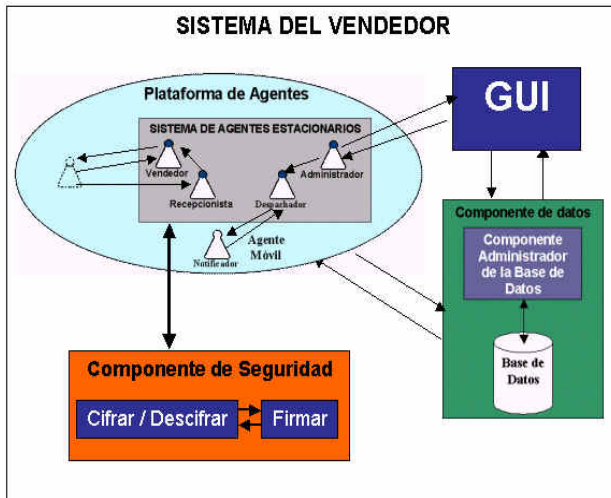 SISTEMA DEL VENDEDOR
Plataforma de Agentes
SISTEMA DE AGENTES ESTACIONARIOS
Vendedor
Recepcionista
Despachador
Administrador
Notificador
Agente
Móvil
GUI
Componente de datos
Componente
Administrador
de la Base de
Datos
Base de
Datos
Componente de Seguridad
Cifrar / Descifrar
Firmar